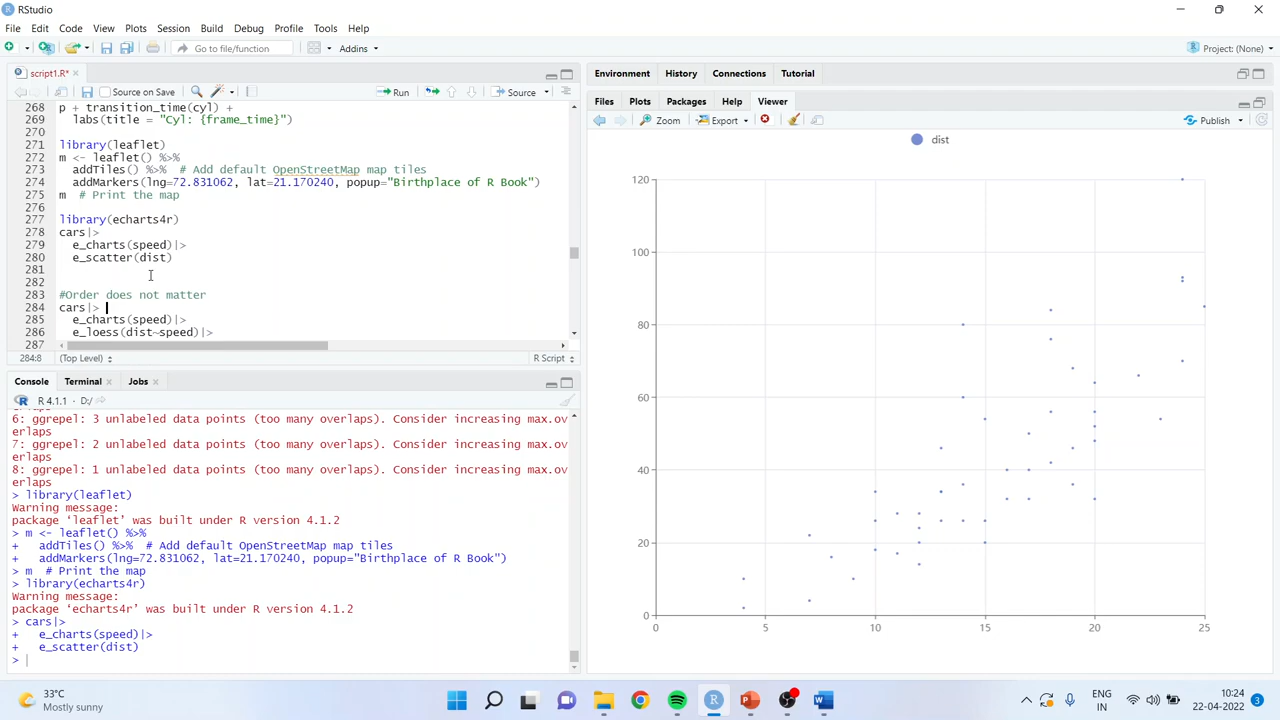 RStudio
File Edit Code View Plots Session Build Debug Profile Tools Help
Go to file/function
Addins
Project: (None)
script1.R*
Source on Save
Run
Source
268 p + transition_time(cyl) +
269 labs(title = "Cyl: {frame_time}")
270
271 library(leaflet)
272 m <- leaflet() %>%
273 addTiles() %>% # Add default OpenStreetMap map tiles
274 addMarkers(lng=72.831062, lat=21.170240, popup="Birthplace of R Book")
275 m # Print the map
276
277 library(echarts4r)
278 cars|>
279 e_charts(speed)|>
280 e_scatter(dist)
281
282
283 #Order does not matter
284 cars|>
285 e_charts(speed)|>
286 e_loess(dist~speed)|>
287
284:8 (Top Level) R Script
Console Terminal Jobs
R 4.1.1 · D:/
erlaps
6: ggrepel: 3 unlabeled data points (too many overlaps). Consider increasing max.ov
erlaps
7: ggrepel: 2 unlabeled data points (too many overlaps). Consider increasing max.ov
erlaps
8: ggrepel: 1 unlabeled data points (too many overlaps). Consider increasing max.ov
erlaps
> library(leaflet)
Warning message:
package ‘leaflet’ was built under R version 4.1.2
> m <- leaflet() %>%
+ addTiles() %>% # Add default OpenStreetMap map tiles
+ addMarkers(lng=72.831062, lat=21.170240, popup="Birthplace of R Book")
> m # Print the map
> library(echarts4r)
Warning message:
package ‘echarts4r’ was built under R version 4.1.2
> cars|>
+ e_charts(speed)|>
+ e_scatter(dist)
>
Environment History Connections Tutorial
Files Plots Packages Help Viewer
Zoom Export Publish
dist
120
100
80
60
40
20
0
0 5 10 15 20 25
33°C
Mostly sunny
ENG
IN
10:24
22-04-2022
3